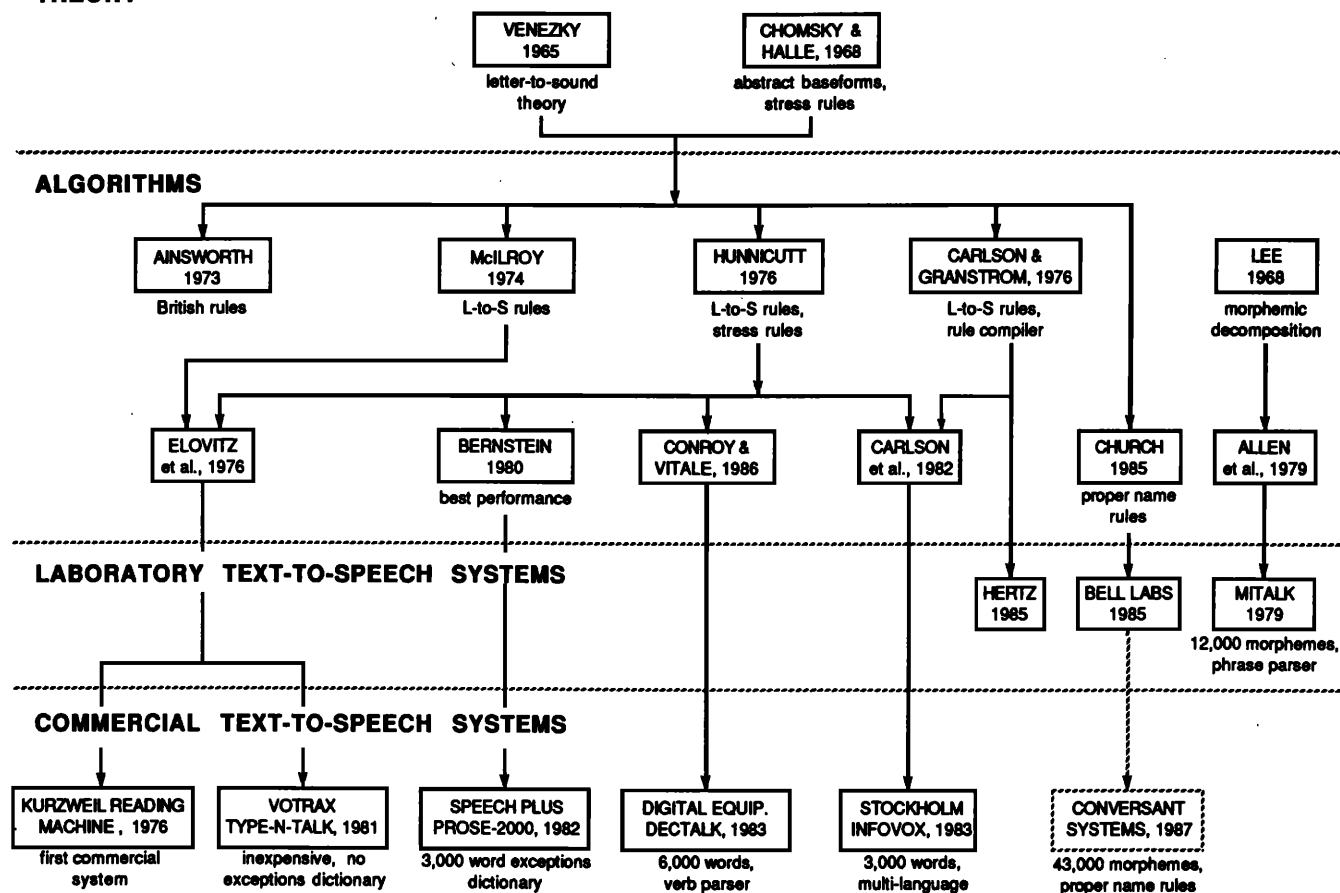 THEORY
VENEZKY
1965
letter-to-sound
theory
CHOMSKY &
HALLE, 1968
abstract baseforms,
stress rules
ALGORITHMS
AINSWORTH
1973
British rules
McILROY
1974
L-to-S rules
HUNNICUTT
1976
L-to-S rules,
stress rules
CARLSON &
GRANSTROM, 1976
L-to-S rules,
rule compiler
LEE
1968
morphemic
decomposition
ELOVITZ
et al., 1976
BERNSTEIN
1980
best performance
CONROY &
VITALE, 1986
CARLSON
et al., 1982
CHURCH
1985
proper name
rules
ALLEN
et al., 1979
LABORATORY TEXT-TO-SPEECH SYSTEMS
HERTZ
1985
BELL LABS
1985
MITALK
1979
12,000 morphemes,
phrase parser
COMMERCIAL TEXT-TO-SPEECH SYSTEMS
KURZWEIL READING
MACHINE , 1976
first commercial
system
VOTRAX
TYPE-N-TALK, 1981
inexpensive, no
exceptions dictionary
SPEECH PLUS
PROSE-2000, 1982
3,000 word exceptions
dictionary
DIGITAL EQUIP.
DECTALK, 1983
6,000 words,
verb parser
STOCKHOLM
INFOVOX, 1983
3,000 words,
multi-language
CONVERSANT
SYSTEMS, 1987
43,000 morphemes,
proper name rules